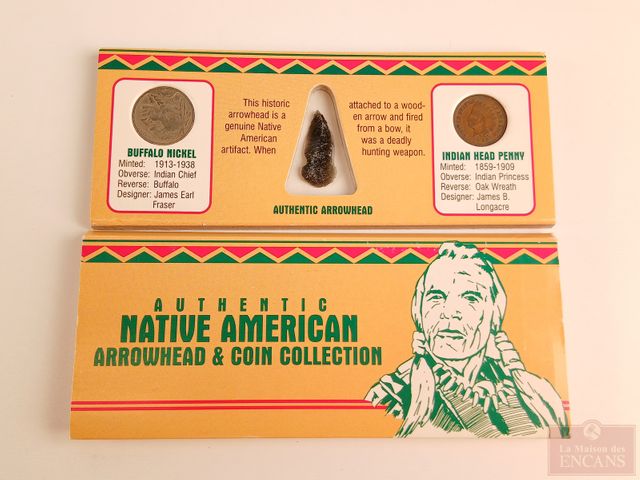 BUFFALO NICKEL
Minted: 1913-1938
Obverse: Indian Chief
Reverse: Buffalo
Designer: James Earl
Fraser
This historic
arrowhead is a
genuine Native
American
artifact. When
attached to a wood-
en arrow and fired
from a bow, it
was a deadly
hunting weapon.
AUTHENTIC ARROWHEAD
INDIAN HEAD PENNY
Minted: 1859-1909
Obverse: Indian Princess
Reverse: Oak Wreath
Designer: James B.
Longacre
AUTHENTIC
NATIVE AMERICAN
ARROWHEAD & COIN COLLECTION
La Maison des
ENCANS